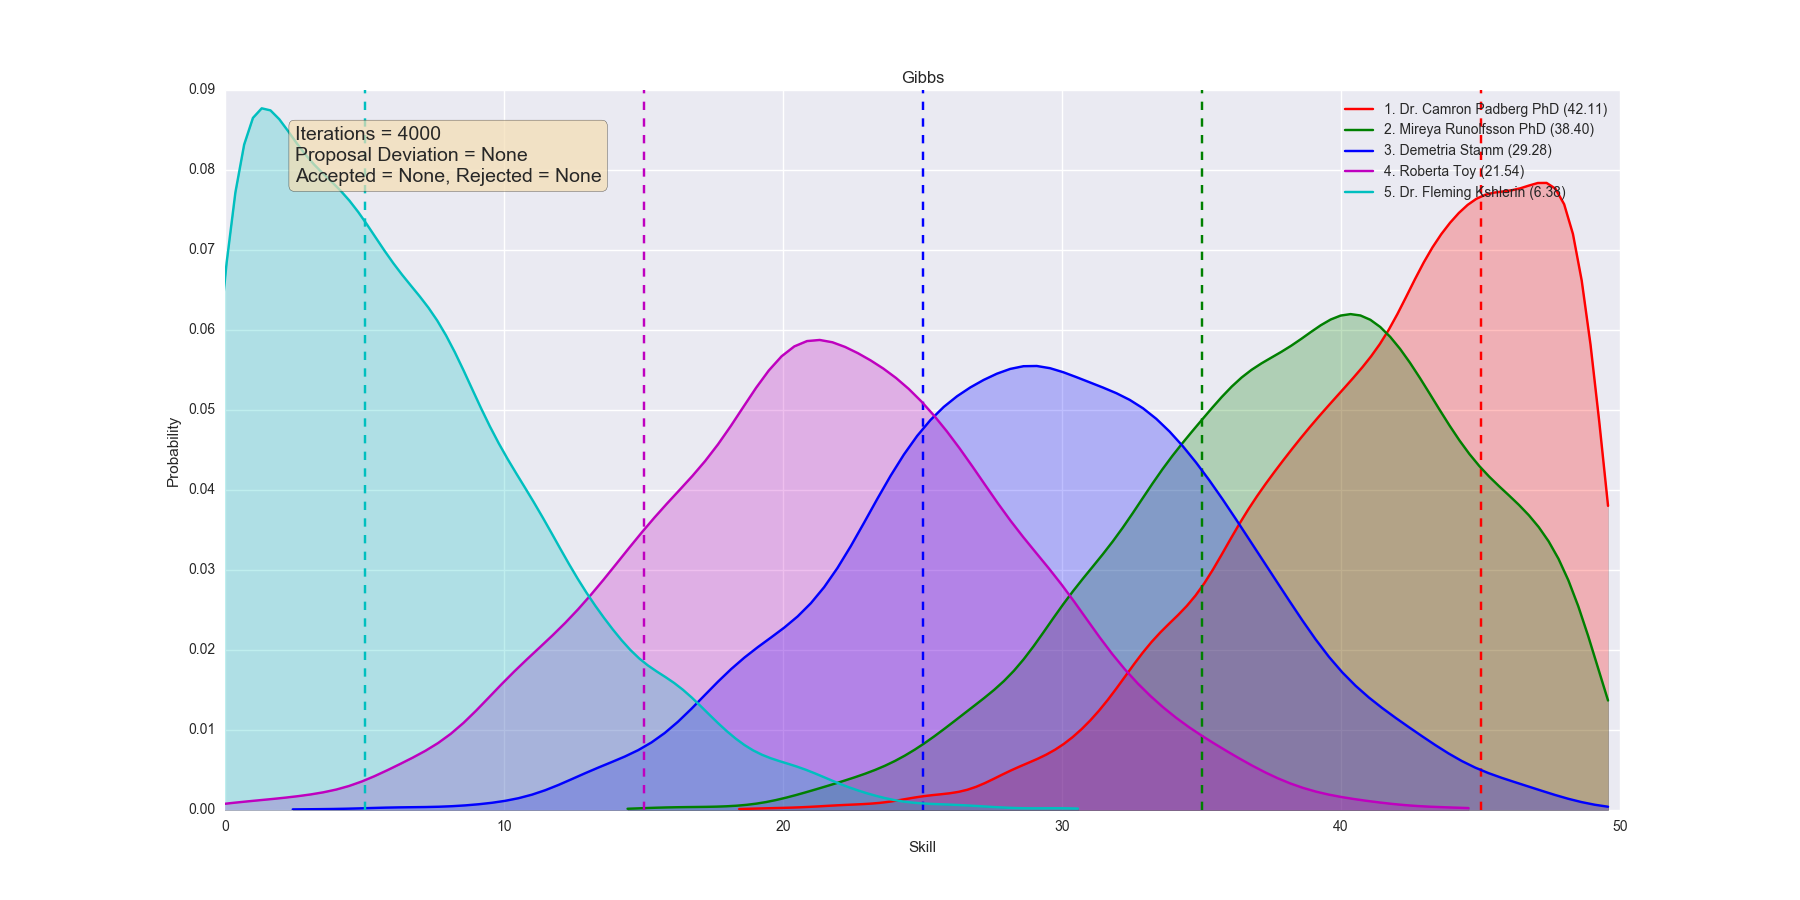 Gibbs
0.09
0.08
0.07
0.06
0.05
0.04
0.03
0.02
0.01
0.00
Probability
Iterations = 4000
Proposal Deviation = None
Accepted = None, Rejected = None
1. Dr. Camron Padberg PhD (42.11)
2. Mireya Runolfsson PhD (38.40)
3. Demetria Stamm (29.28)
4. Roberta Toy (21.54)
5. Dr. Fleming Kshlerin (6.38)
0 10 20 30 40 50
Skill